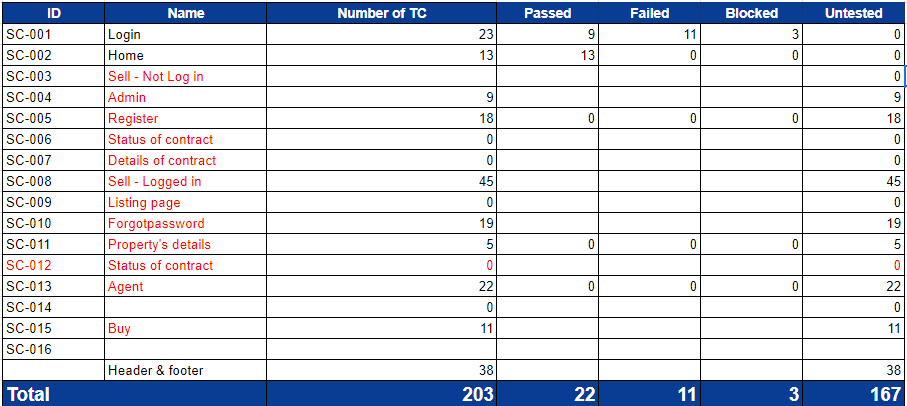 ID Name Number of TC Passed Failed Blocked Untested
SC-001 Login 23 9 11 3 0
SC-002 Home 13 13 0 0 0
SC-003 Sell - Not Log in 0
SC-004 Admin 9 9
SC-005 Register 18 0 0 0 18
SC-006 Status of contract 0 0
SC-007 Details of contract 0 0
SC-008 Sell - Logged in 45 45
SC-009 Listing page 0 0
SC-010 Forgotpassword 19 19
SC-011 Property's details 5 0 0 0 5
SC-012 Status of contract 0 0
SC-013 Agent 22 0 0 0 22
SC-014 0 0
SC-015 Buy 11 11
SC-016
Header & footer 38 38
Total 203 22 11 3 167